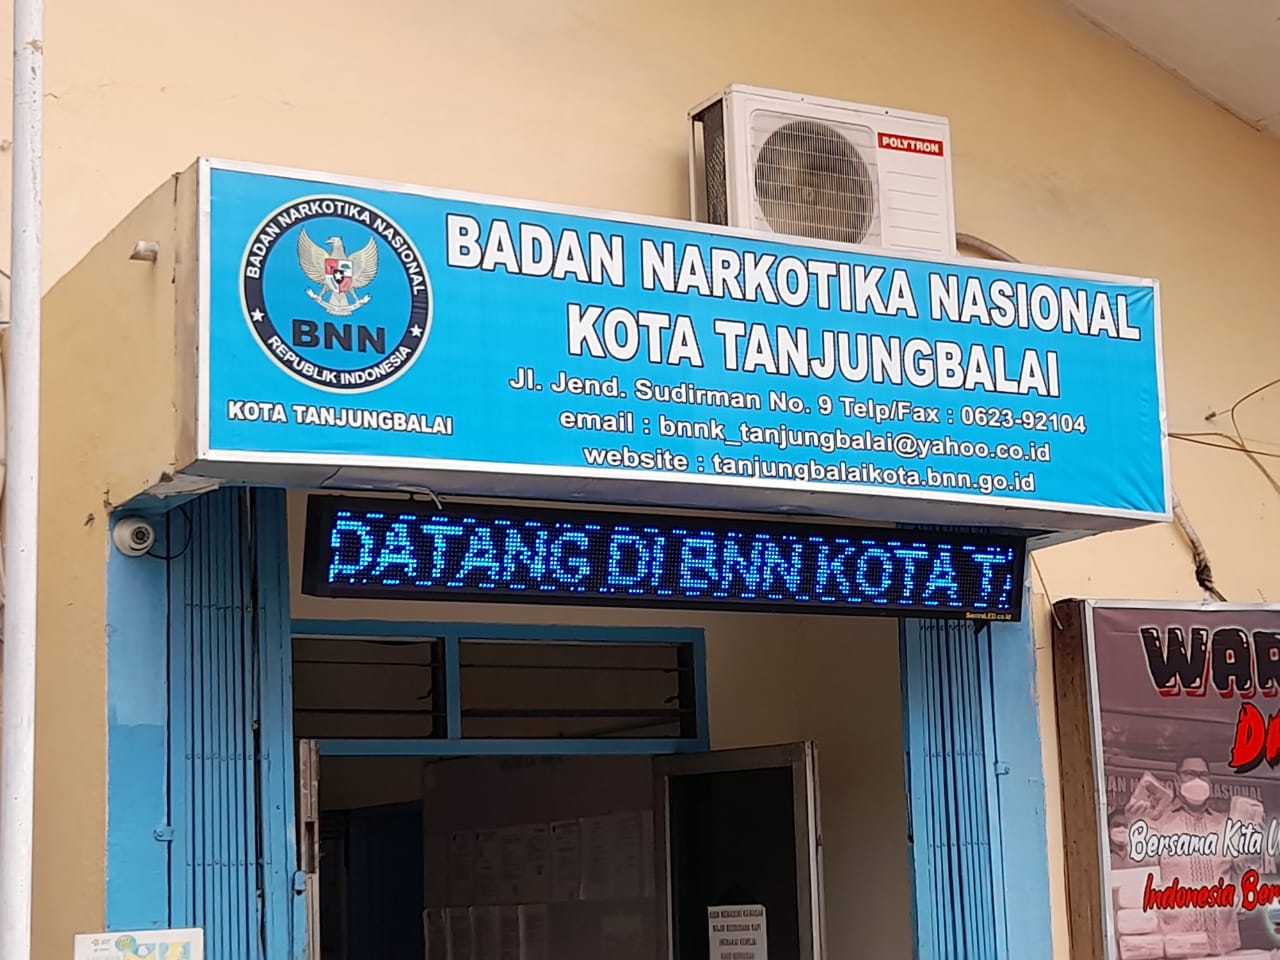 POLYTRON
BADAN NARKOTIKA NASIONAL
BNN
REPUBLIK INDONESIA
KOTA TANJUNGBALAI
BADAN NARKOTIKA NASIONAL
KOTA TANJUNGBALAI
Jl. Jend. Sudirman No. 9 Telp/Fax : 0623-92104
email : bnnk_tanjungbalai@yahoo.co.id
website : tanjungbalaikota.bnn.go.id
DATANG DI BNN KOTA
WAR
Bersama Kita
Indonesia Ber